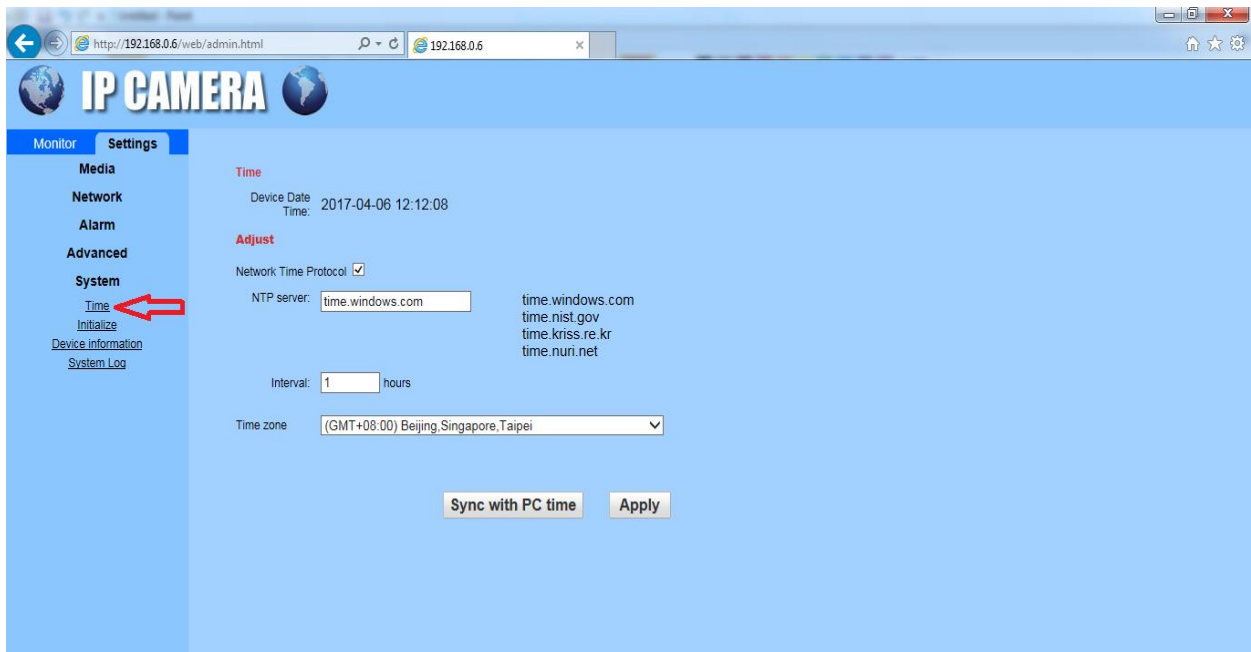 http://192.168.0.6/web/admin.html
192.168.0.6
IP CAMERA
Monitor Settings
Media
Network
Alarm
Advanced
System
Time
Initialize
Device information
System Log
Time
Device Date
Time:
2017-04-06 12:12:08
Adjust
Network Time Protocol
NTP server:
time.windows.com
time.windows.com
time.nist.gov
time.kriss.re.kr
time.nuri.net
Interval: 1 hours
Time zone (GMT+08:00) Beijing,Singapore,Taipei
Sync with PC time Apply